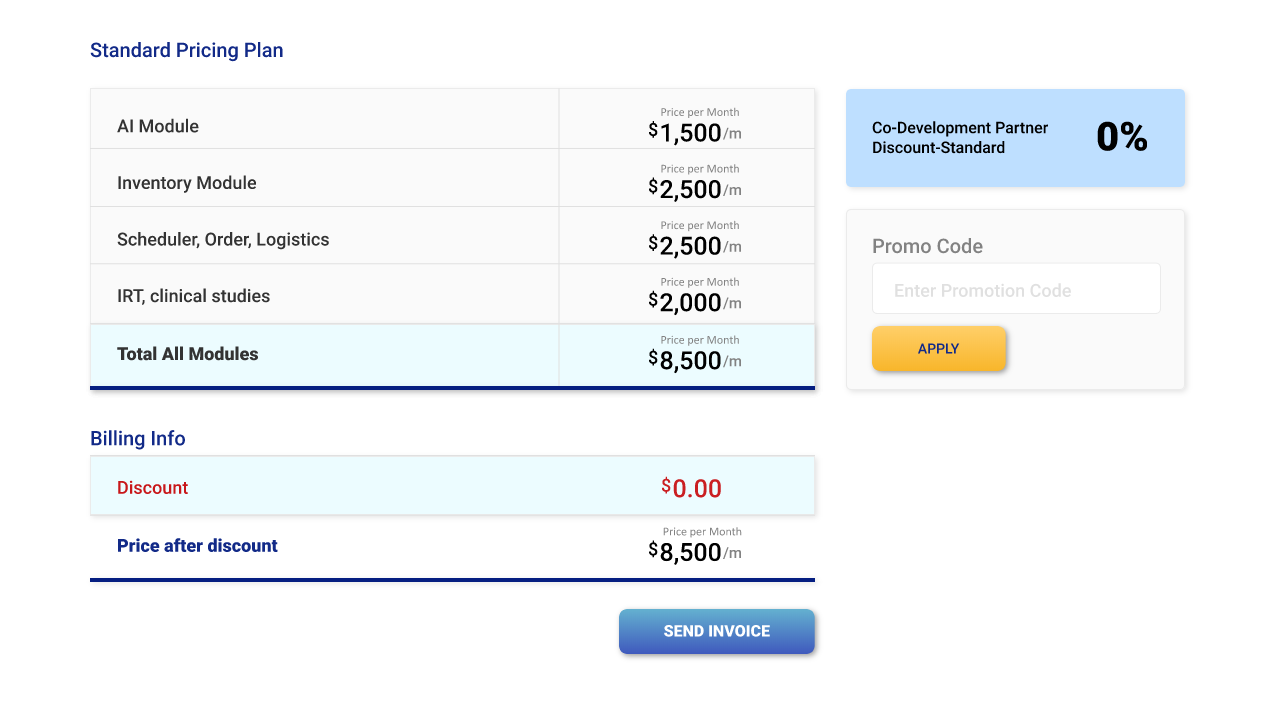 Standard Pricing Plan
AI Module
Price per Month
$1,500/m
Inventory Module
Price per Month
$2,500/m
Scheduler, Order, Logistics
Price per Month
$2,500/m
IRT, clinical studies
Price per Month
$2,000/m
Total All Modules
Price per Month
$8,500/m
Co-Development Partner
Discount-Standard
0%
Promo Code
Enter Promotion Code
APPLY
Billing Info
Discount
$0.00
Price after discount
Price per Month
$8,500/m
SEND INVOICE